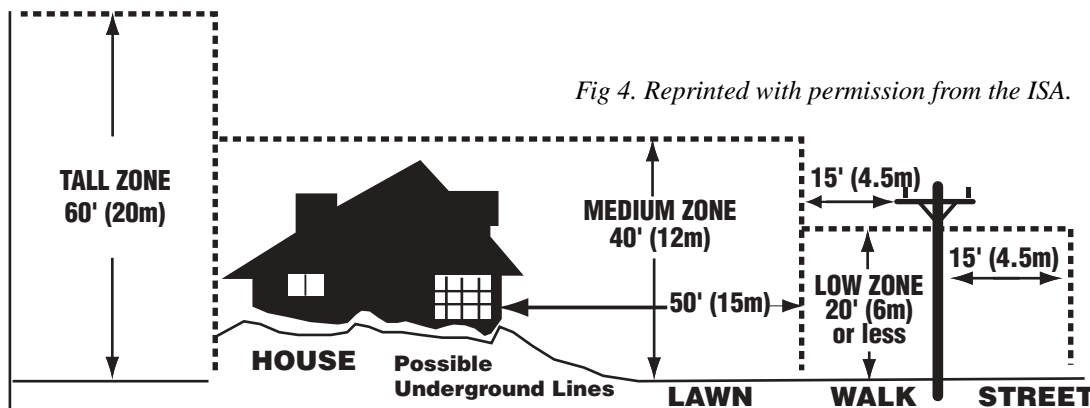 Fig 4. Reprinted with permission from the ISA.
TALL ZONE
60' (20m)
MEDIUM ZONE
40' (12m)
15' (4.5m)
15' (4.5m)
LOW ZONE
20' (6m)
or less
50' (15m)
HOUSE
Possible
Underground Lines
LAWN
WALK
STREET